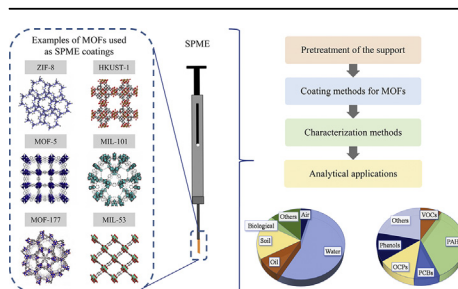 Examples of MOFs used
as SPME coatings
ZIF-8
HKUST-1
MOF-5
MIL-101
MOF-177
MIL-53
SPME
Pretreatment of the support
Coating methods for MOFs
Characterization methods
Analytical applications
Others
Air
Biological
Soil
Oil
Water
Others
VOCs
Phenols
PAH
OCPs
PCBs